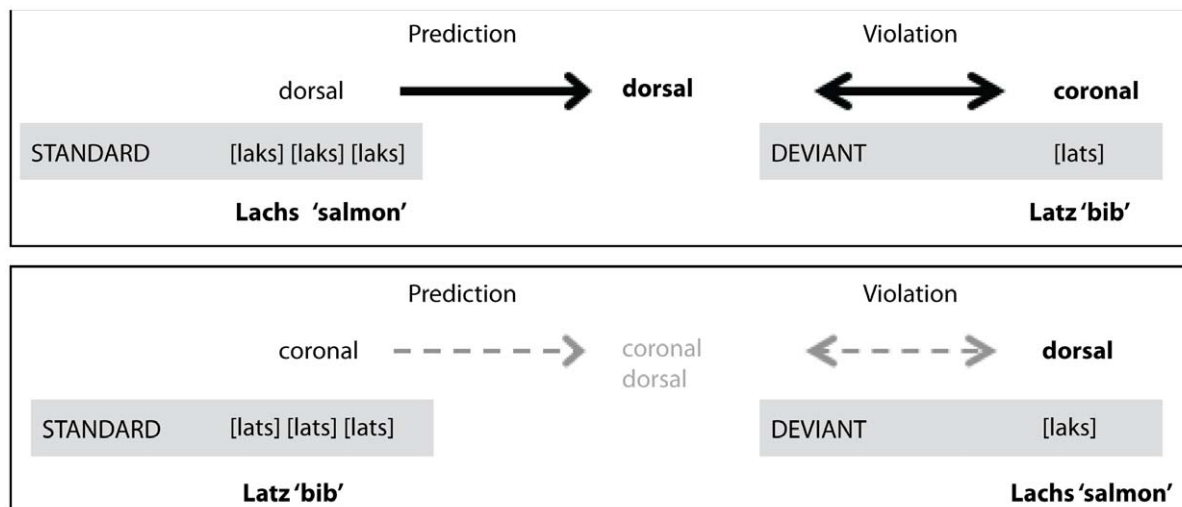 Prediction Violation
dorsal dorsal coronal
STANDARD [laks] [laks] [laks] DEVIANT [lats]
Lachs 'salmon' Latz 'bib'
Prediction Violation
coronal coronal dorsal
dorsal
STANDARD [lats] [lats] [lats] DEVIANT [laks]
Latz 'bib' Lachs 'salmon'